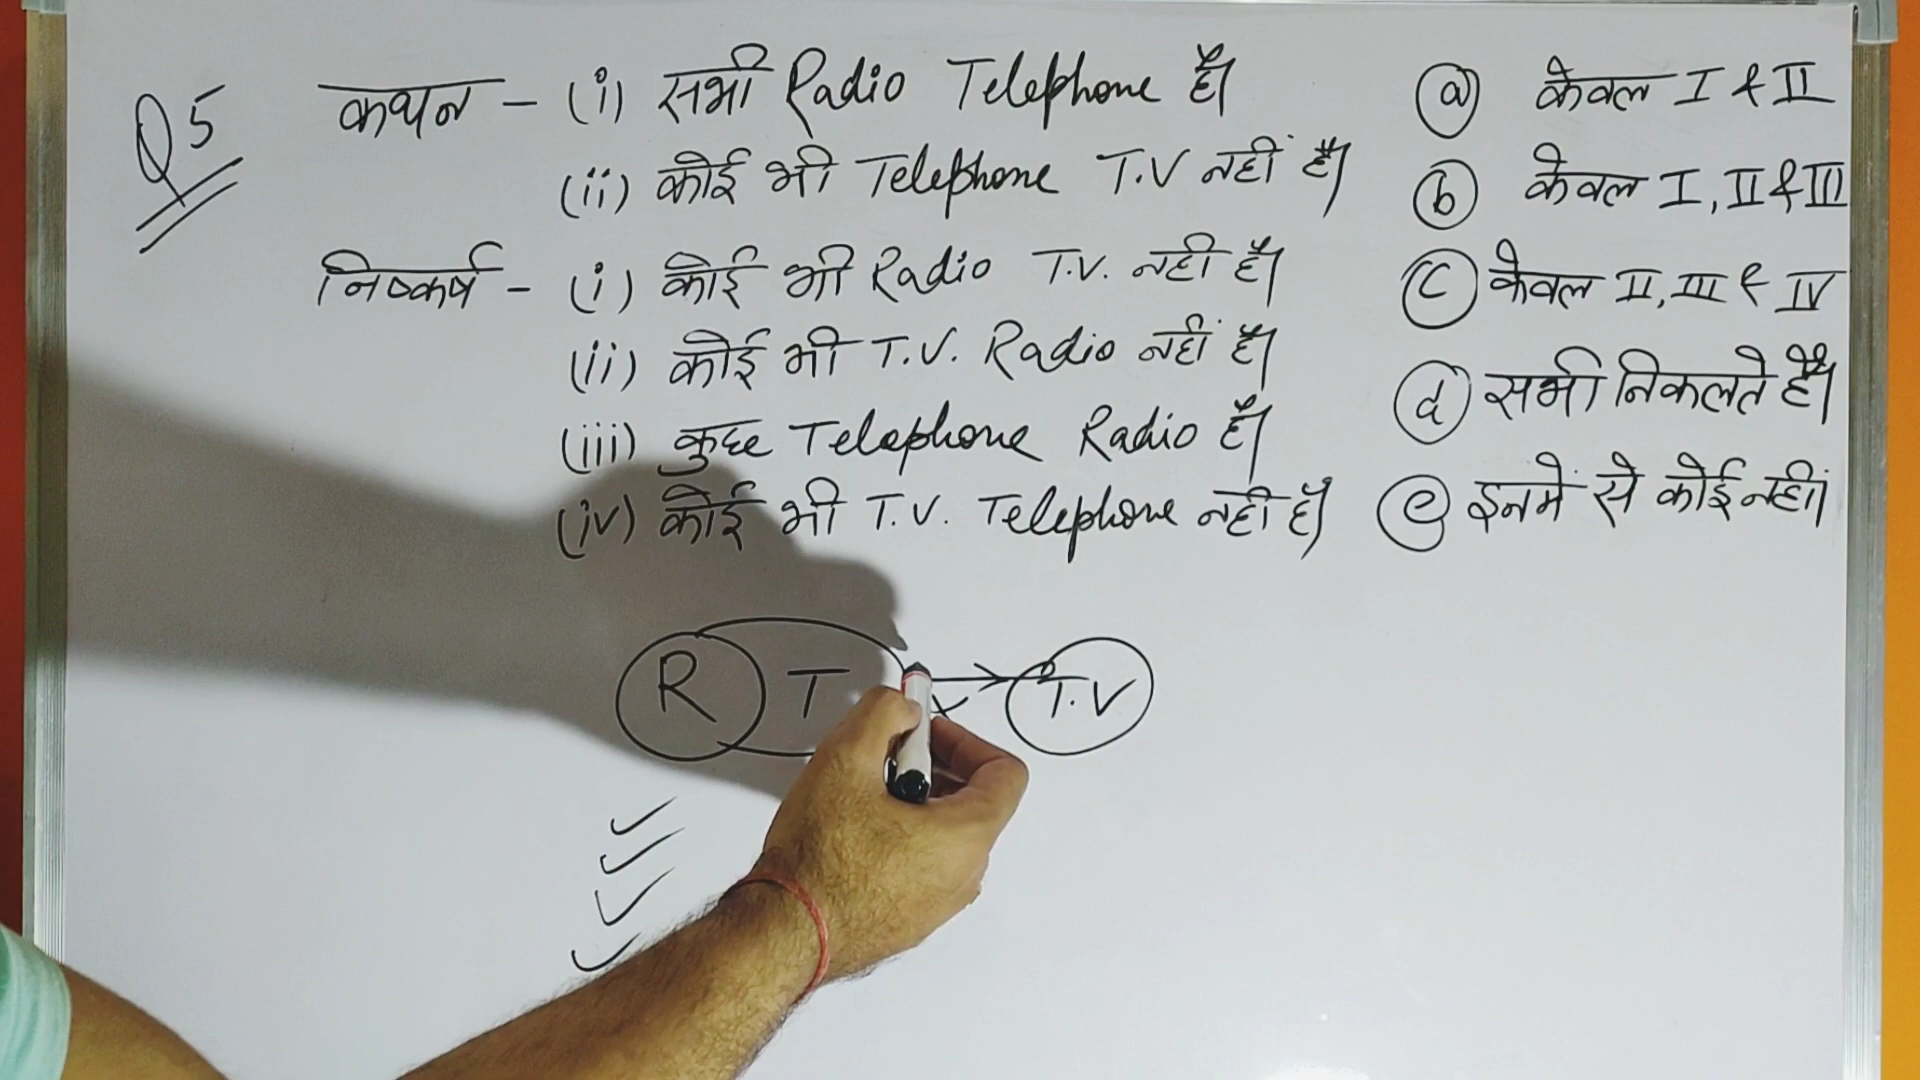 Q5
कथन - (i) सभी Radio Telephone हैं।
(ii) कोई भी Telephone T.V नहीं हैं।
निष्कर्ष - (i) कोई भी Radio T.V. नहीं हैं।
(ii) कोई भी T.V. Radio नहीं हैं।
(iii) कुछ Telephone Radio हैं।
(iv) कोई भी T.V. Telephone नहीं हैं।
(a) केवल I & II
(b) केवल I, II & III
(c) केवल II, III & IV
(d) सभी निकलते हैं।
(e) इनमें से कोई नहीं।
R T T.V